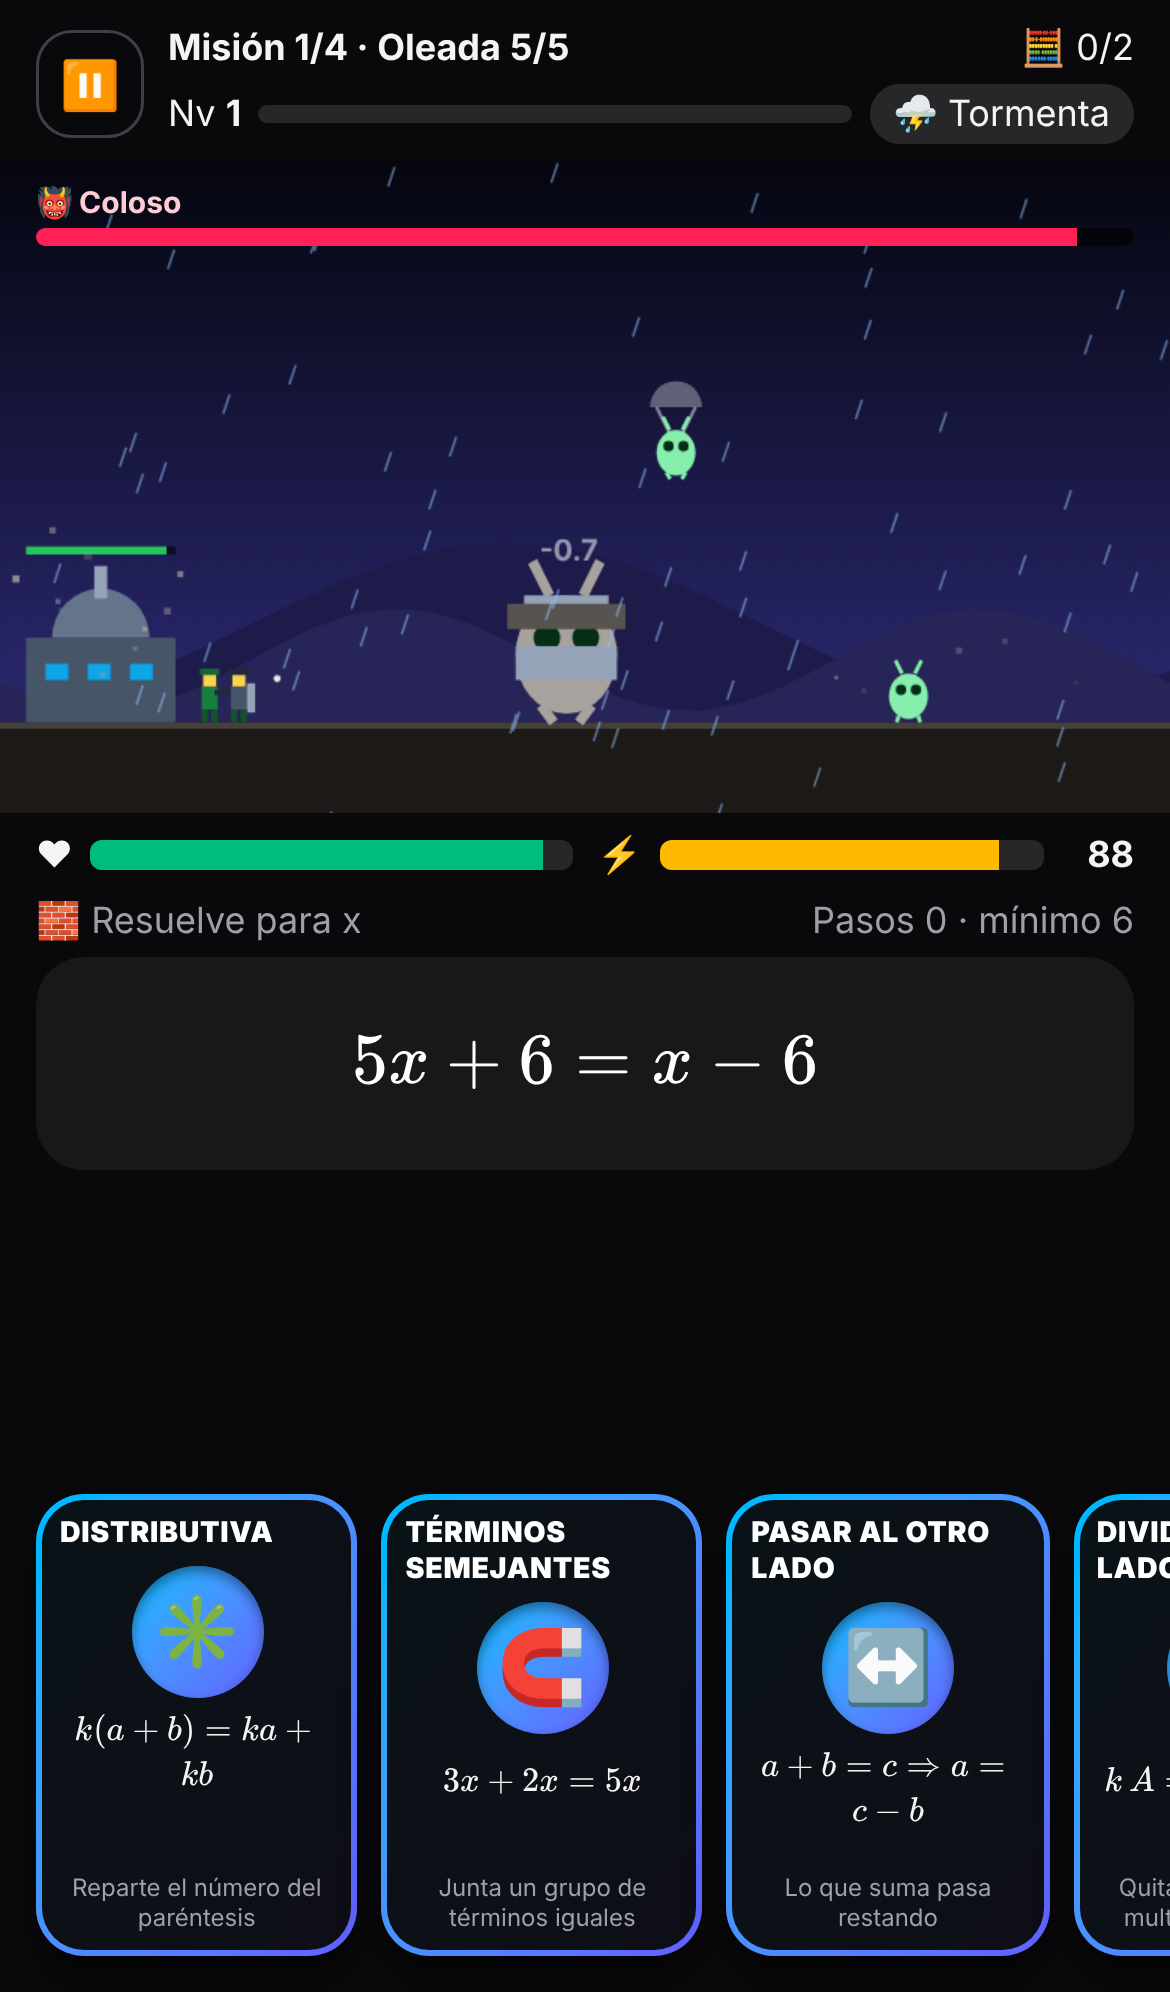 Misión 1/4 · Oleada 5/5
🧮 0/2
Nv 1
⛈️ Tormenta
👹 Coloso
-0.7
88
🧱 Resuelve para x
Pasos 0 · mínimo 6
5x + 6 = x − 6
DISTRIBUTIVA
k(a + b) = ka +
kb
Reparte el número del
paréntesis
TÉRMINOS
SEMEJANTES
3x + 2x = 5x
Junta un grupo de
términos iguales
PASAR AL OTRO
LADO
a + b = c ⇒ a =
c − b
Lo que suma pasa
restando
k A